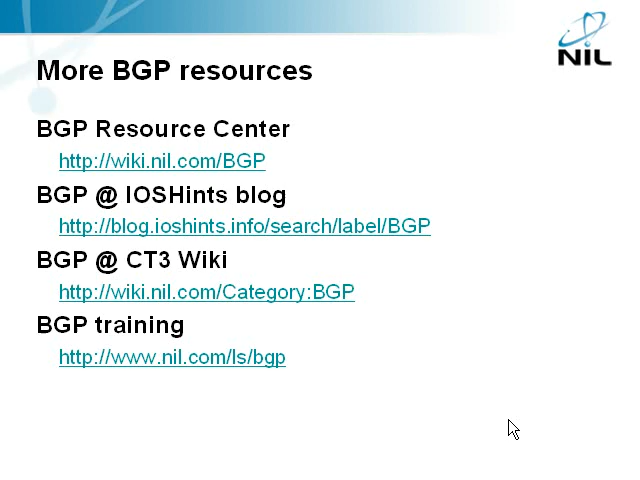 NIL
More BGP resources
BGP Resource Center
http://wiki.nil.com/BGP
BGP @ IOSHints blog
http://blog.ioshints.info/search/label/BGP
BGP @ CT3 Wiki
http://wiki.nil.com/Category:BGP
BGP training
http://www.nil.com/ls/bgp